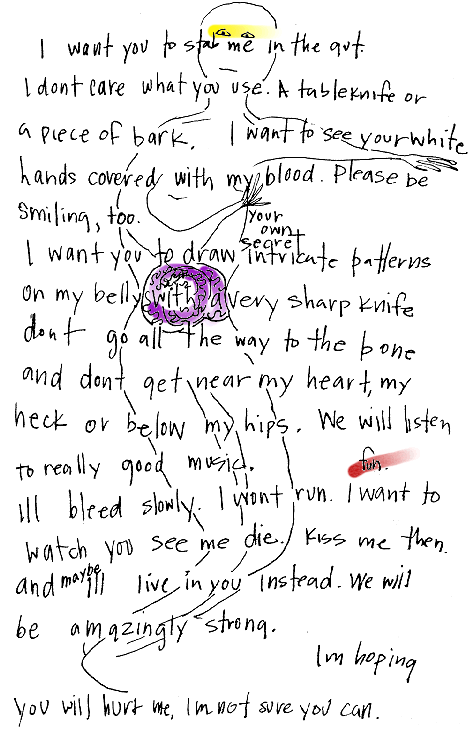 I want you to stab me in the gut.
I dont care what you use. A tableknife or
a piece of bark. I want to see your white
hands covered with my blood. Please be
smiling, too.
your own secret
I want you to draw intricate patterns
on my belly with a very sharp knife
dont go all the way to the bone
and dont get near my heart, my
neck or below my hips. We will listen
to really good music. fun.
ill bleed slowly. I wont run. I want to
watch you see me die. Kiss me then.
and maybe ill live in you instead. We will
be amazingly strong.
Im hoping
you will hurt me, Im not sure you can.